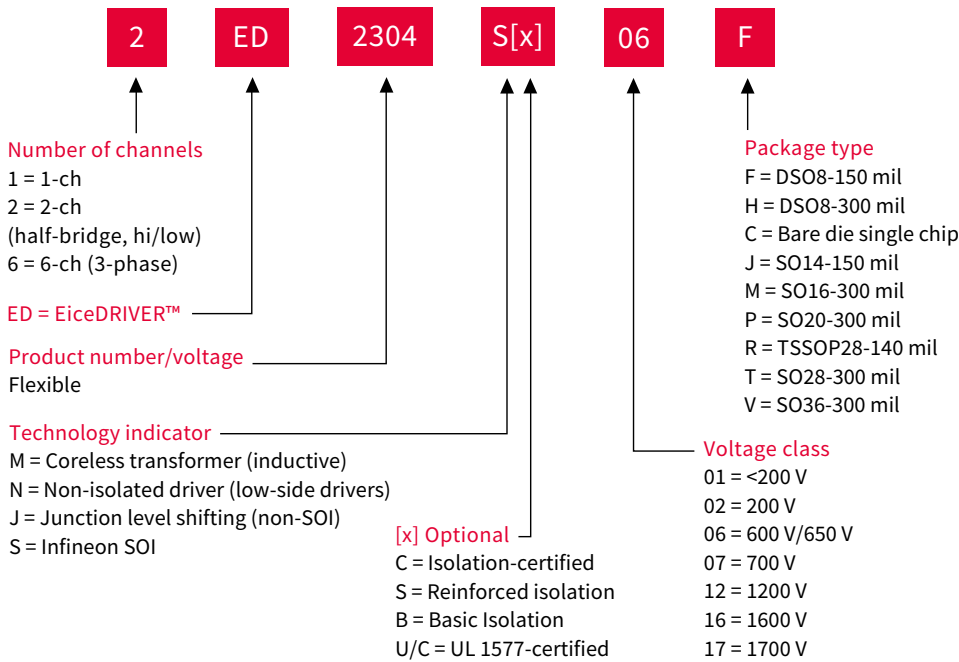 2 ED 2304 S[x] 06 F
Number of channels
1 = 1-ch
2 = 2-ch
(half-bridge, hi/low)
6 = 6-ch (3-phase)
ED = EiceDRIVER™
Product number/voltage
Flexible
Technology indicator
M = Coreless transformer (inductive)
N = Non-isolated driver (low-side drivers)
J = Junction level shifting (non-SOI)
S = Infineon SOI
[x] Optional
C = Isolation-certified
S = Reinforced isolation
B = Basic Isolation
U/C = UL 1577-certified
Package type
F = DSO8-150 mil
H = DSO8-300 mil
C = Bare die single chip
J = SO14-150 mil
M = SO16-300 mil
P = SO20-300 mil
R = TSSOP28-140 mil
T = SO28-300 mil
V = SO36-300 mil
Voltage class
01 = <200 V
02 = 200 V
06 = 600 V/650 V
07 = 700 V
12 = 1200 V
16 = 1600 V
17 = 1700 V